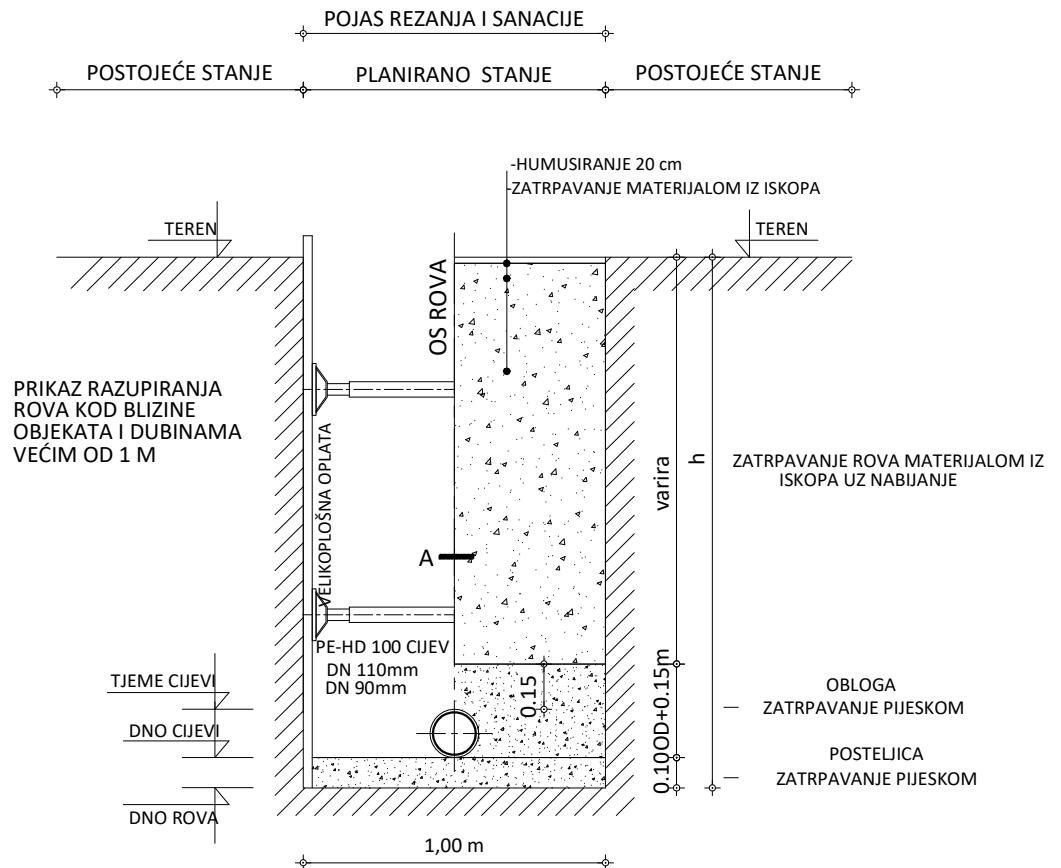 POJAS REZANJA I SANACIJE
POSTOJEĆE STANJE
PLANIRANO STANJE
POSTOJEĆE STANJE
-HUMUSIRANJE 20 cm
-ZATRPAVANJE MATERIJALOM IZ ISKOPA
TEREN
TEREN
OS ROVA
PRIKAZ RAZUPIRANJA
ROVA KOD BLIZINE
OBJEKATA I DUBINAMA
VEĆIM OD 1 M
VELIKOPLOŠNA OPLATA
A
varira
h
ZATRPAVANJE ROVA MATERIJALOM IZ
ISKOPA UZ NABIJANJE
PE-HD 100 CIJEV
DN 110mm
DN 90mm
0.15
TJEME CIJEVI
DNO CIJEVI
DNO ROVA
OD+0.15m
0.10
OBLOGA
ZATRPAVANJE PIJESKOM
POSTELJICA
ZATRPAVANJE PIJESKOM
1,00 m